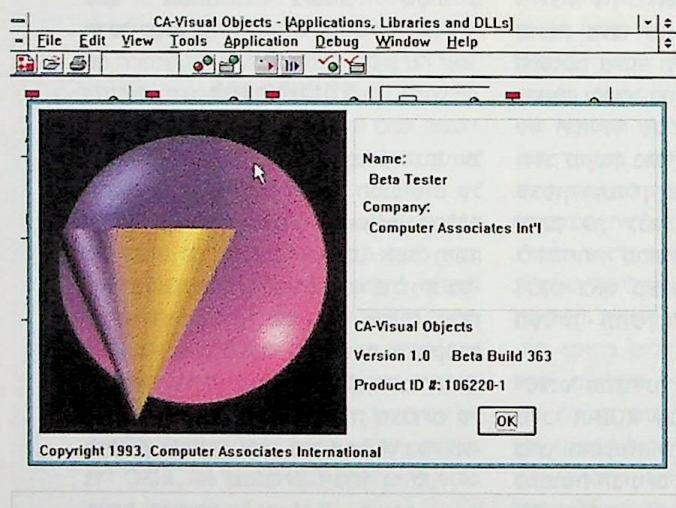 CA-Visual Objects - [Applications, Libraries and DLLs]
File Edit View Tools Application Debug Window Help
Name:
Beta Tester
Company:
Computer Associates Int'l
CA-Visual Objects
Version 1.0 Beta Build 363
Product ID #: 106220-1
OK
Copyright 1993, Computer Associates International